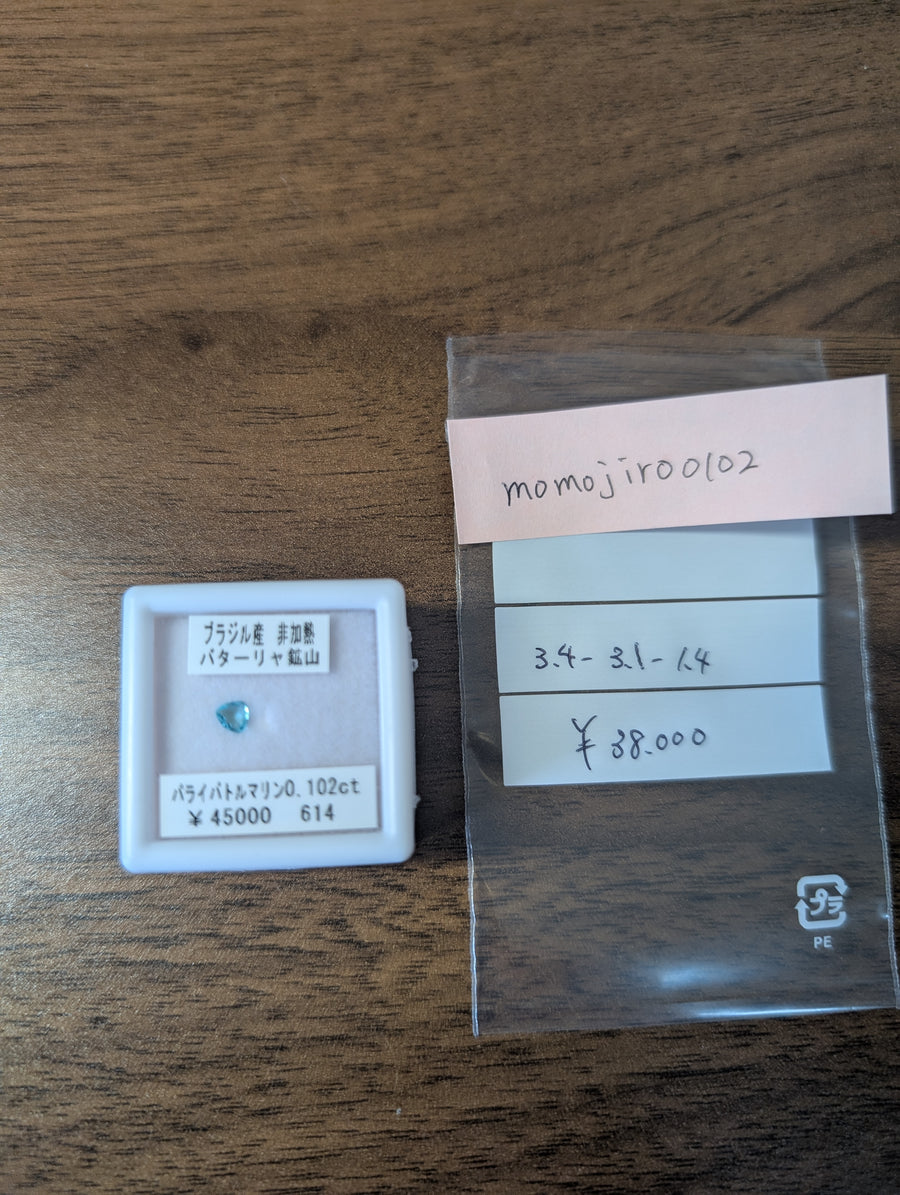 momojiro0102
3.4-3.1-1.4
¥38.000
ブラジル産 非加熱
バターリャ鉱山
パライバトルマリン0.102ct
¥45000 614
プラ
PE